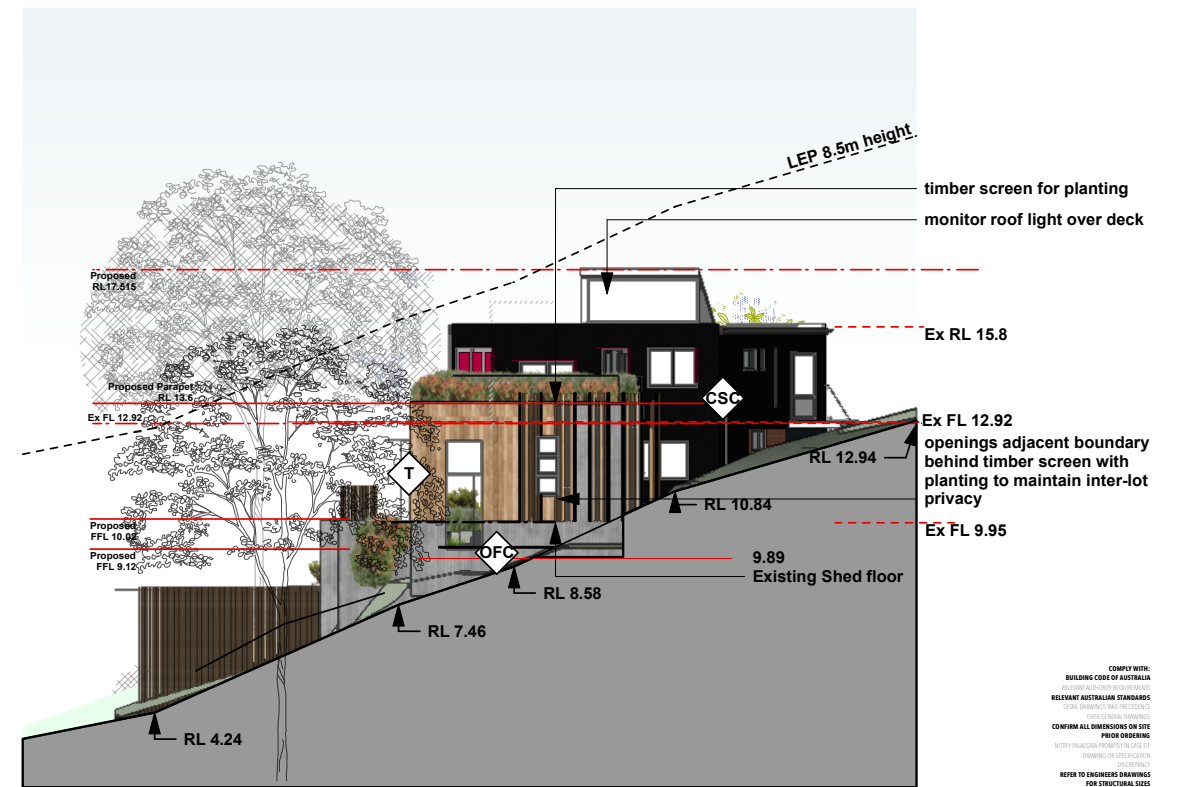 LEP 8.5m height
timber screen for planting
monitor roof light over deck
Proposed
RL17.515
Ex RL 15.8
Proposed Parapet
RL 13.6
CSC
Ex FL 12.92
Ex FL 12.92
openings adjacent boundary
behind timber screen with
planting to maintain inter-lot
privacy
RL 12.94
T
RL 10.84
Proposed
FFL 10.02
Ex FL 9.95
OFC
Proposed
FFL 9.12
9.89
Existing Shed floor
RL 8.58
RL 7.46
RL 4.24
COMPLY WITH:
BUILDING CODE OF AUSTRALIA
RELEVANT AUTHORITY REQUIREMENTS
RELEVANT AUSTRALIAN STANDARDS
DETAIL DRAWINGS TAKE PRECEDENCE
OVER GENERAL DRAWINGS
CONFIRM ALL DIMENSIONS ON SITE
PRIOR ORDERING
NOTIFY PALAESTRA PROMPTLY IN CASE OF
DRAWING OR SPECIFICATION
DISCREPANCY
REFER TO ENGINEERS DRAWINGS
FOR STRUCTURAL SIZES